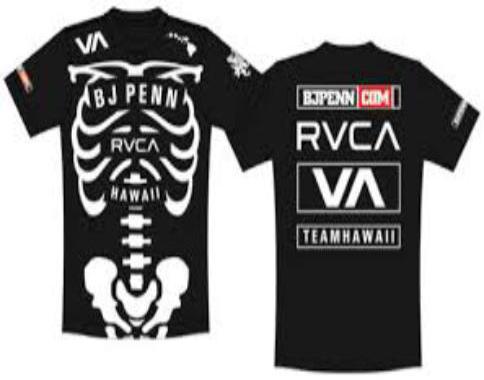 VA
BJ PENN
RVCA
HAWAII
BJPENN COM
RVCA
VA
TEAMHAWAII